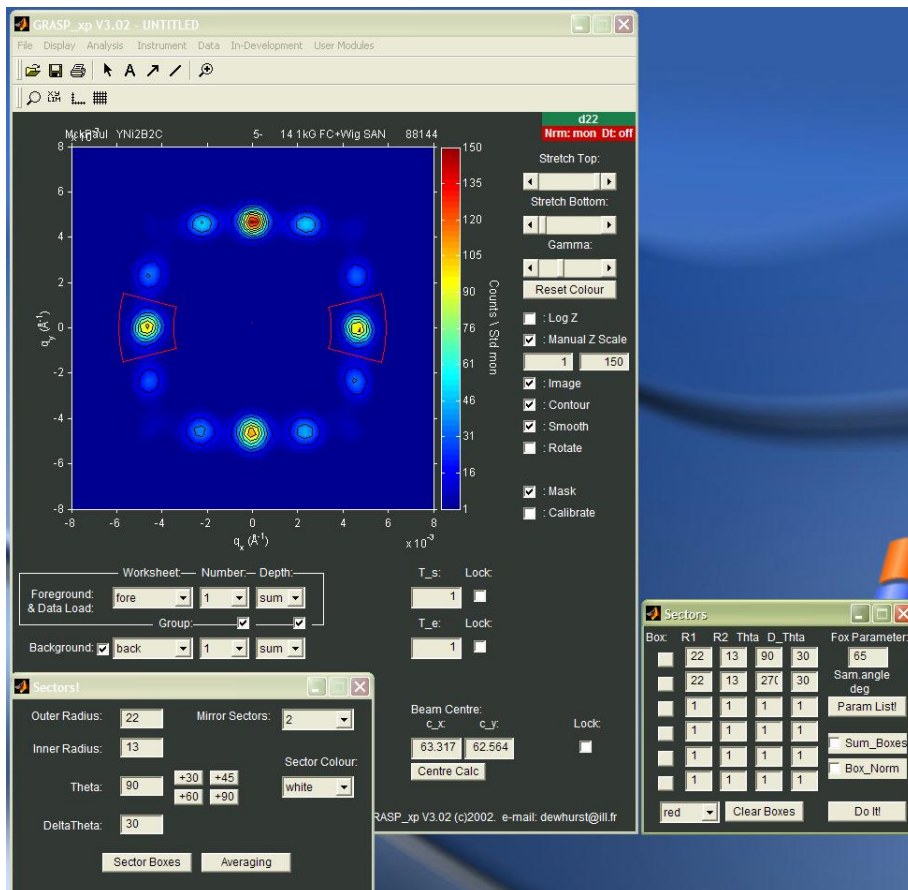 GRASP_xp V3.02 - UNTITLED
File Display Analysis Instrument Data In-Development User Modules
d22
Nrm: mon Dt: off
YNi2B2C 5- 14 1kG FC+Wig SAN 88144
Stretch Top:
Stretch Bottom:
Gamma:
Reset Colour
: Log Z
: Manual Z Scale
1 150
: Image
: Contour
: Smooth
: Rotate
: Mask
: Calibrate
8
6
4
2
0
-2
-4
-6
-8
qy (Å-1)
-8 -6 -4 -2 0 2 4 6 8
qx (Å-1)
x 10-3
150
135
120
105
90
76
61
46
31
16
1
Counts \ Std mon
Worksheet: Number: Depth:
Foreground: & Data Load:
fore 1 sum
Group:
Background: back 1 sum
T_s: Lock:
1
T_e: Lock:
1
Beam Centre:
c_x: c_y: Lock:
63.317 62.564
Centre Calc
RASP_xp V3.02 (c)2002. e-mail: dewhurst@ill.fr
Sectors!
Outer Radius: 22 Mirror Sectors: 2
Inner Radius: 13
Sector Colour:
Theta: 90 +30 +45 white
+60 +90
DeltaTheta: 30
Sector Boxes Averaging
Sectors
Box: R1 R2 Thta D_Thta Fox Parameter:
22 13 90 30 65
22 13 270 30 Sam.angle
deg
1 1 1 1 Param List!
1 1 1 1 Sum_Boxes
1 1 1 1 Box_Norm
1 1 1 1
red Clear Boxes Do It!